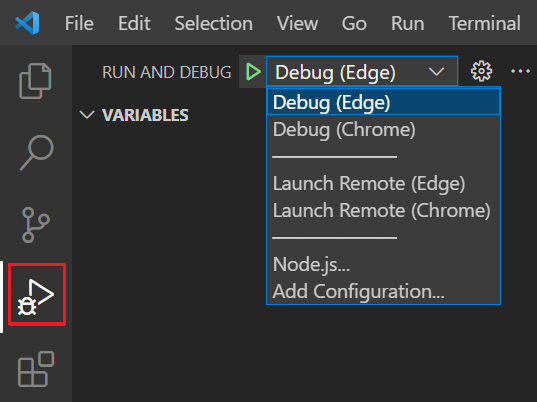 File Edit Selection View Go Run Terminal
RUN AND DEBUG Debug (Edge)
VARIABLES
Debug (Edge)
Debug (Chrome)
Launch Remote (Edge)
Launch Remote (Chrome)
Node.js...
Add Configuration...